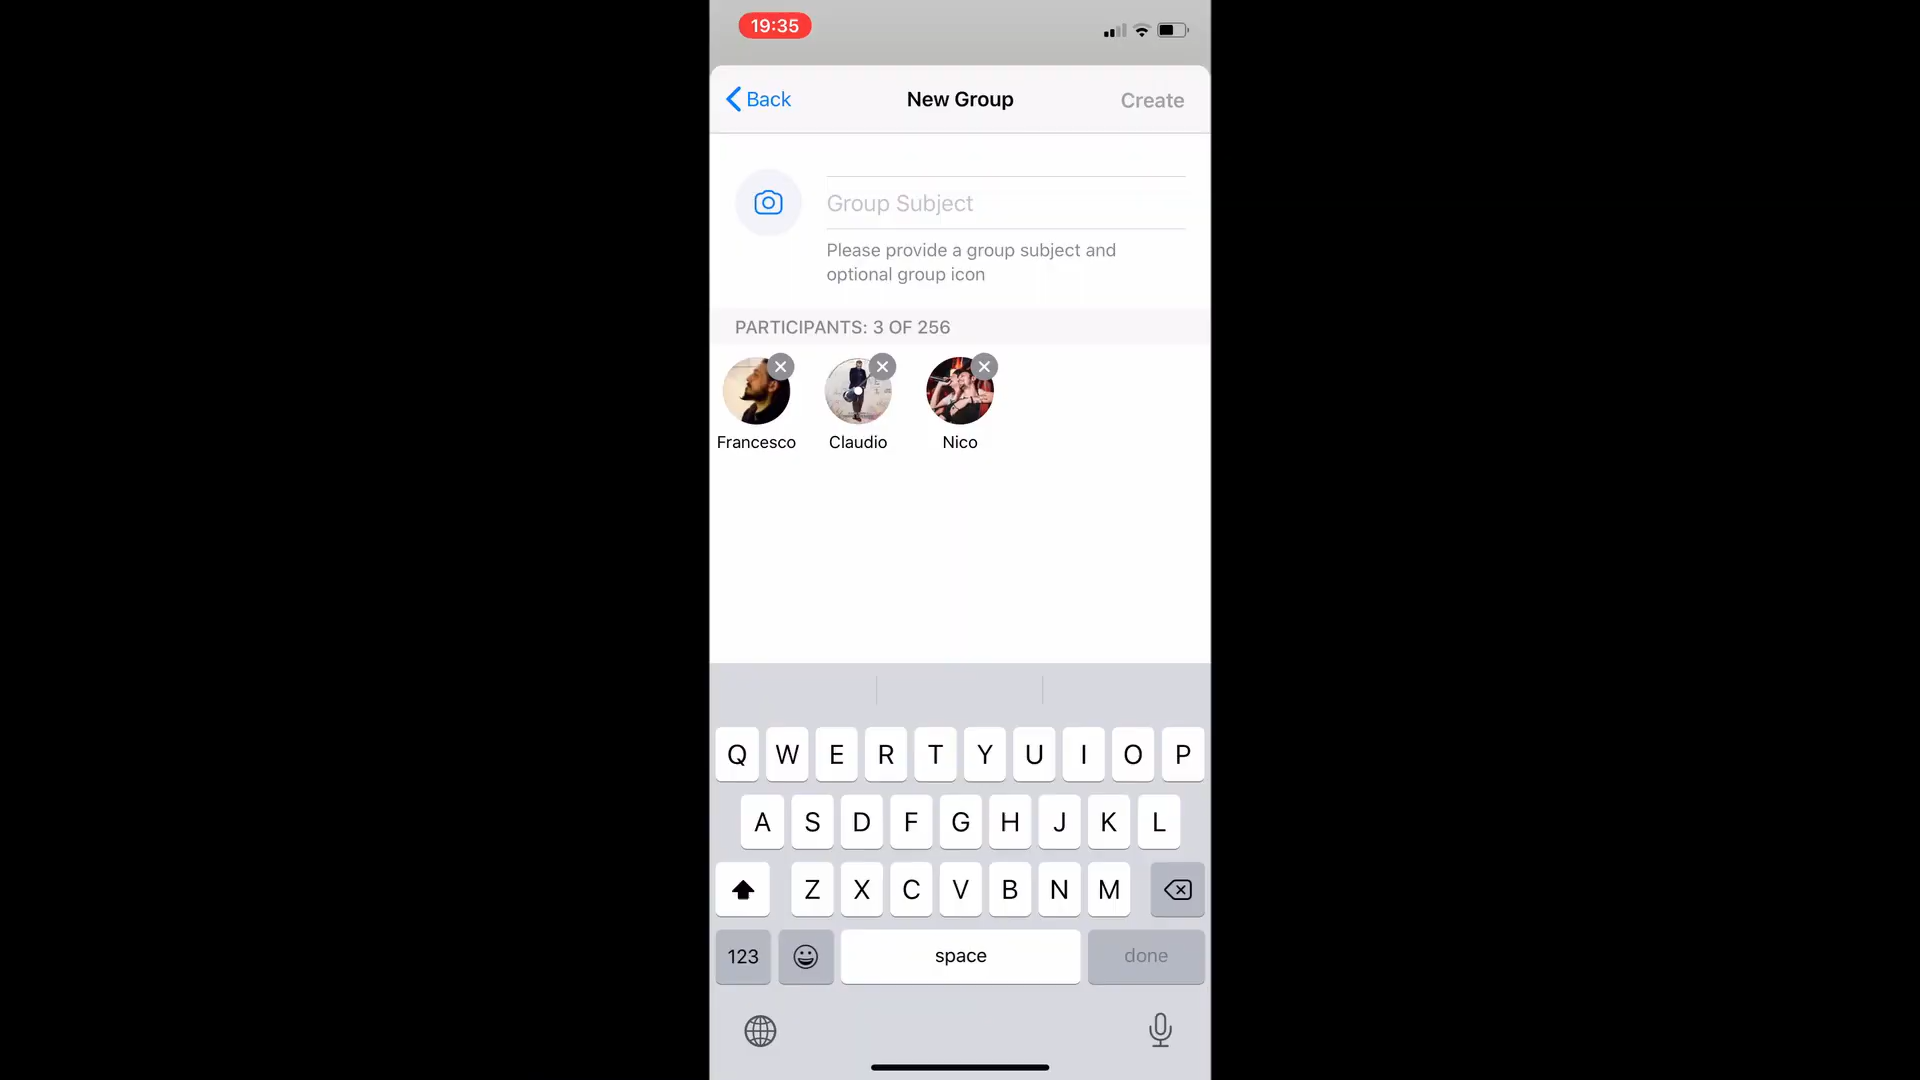 19:35
Back
New Group
Create
Group Subject
Please provide a group subject and
optional group icon
PARTICIPANTS: 3 OF 256
Francesco
Claudio
Nico
Q W E R T Y U I O P
A S D F G H J K L
Z X C V B N M
123
space
done